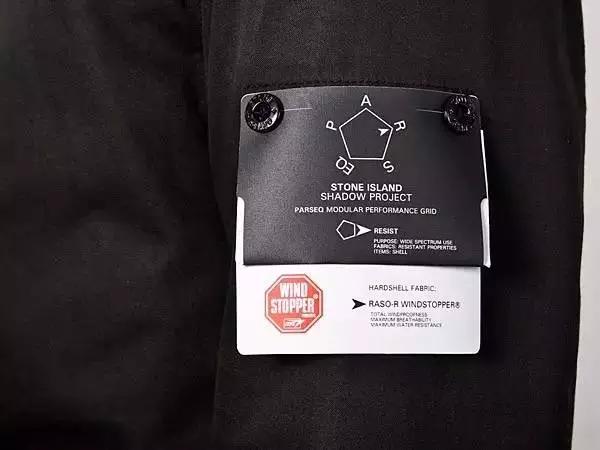 A
P
R
EQ
S
STONE ISLAND
SHADOW PROJECT
PARSEQ MODULAR PERFORMANCE GRID
RESIST
PURPOSE: WIDE SPECTRUM USE
FABRICS: RESISTANT PROPERTIES
ITEMS: SHELL
WIND
STOPPER®
HARDSHELL FABRIC:
RASO-R WINDSTOPPER®
TOTAL WINDPROOFNESS
MAXIMUM BREATHABILITY
MAXIMUM WATER RESISTANCE